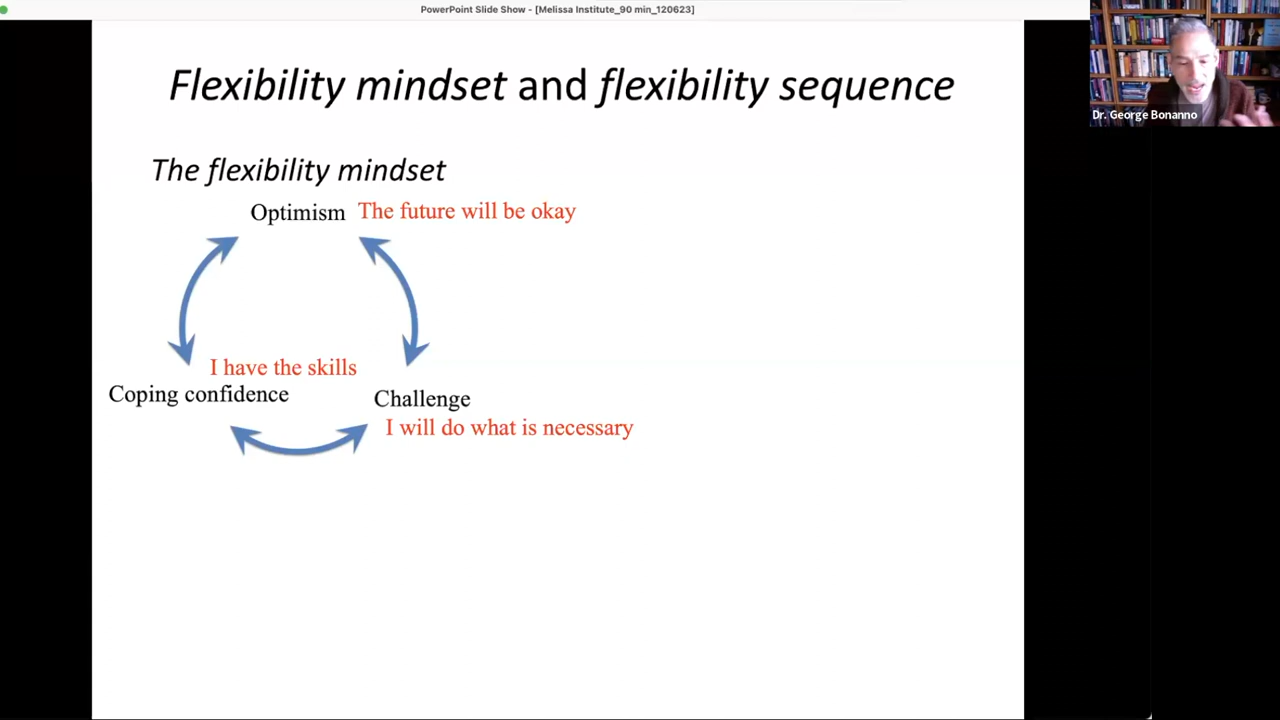 PowerPoint Slide Show - [Melissa Institute_90 min_120623]
Dr. George Bonanno
Flexibility mindset and flexibility sequence
The flexibility mindset
Optimism The future will be okay
I have the skills
Coping confidence
Challenge
I will do what is necessary